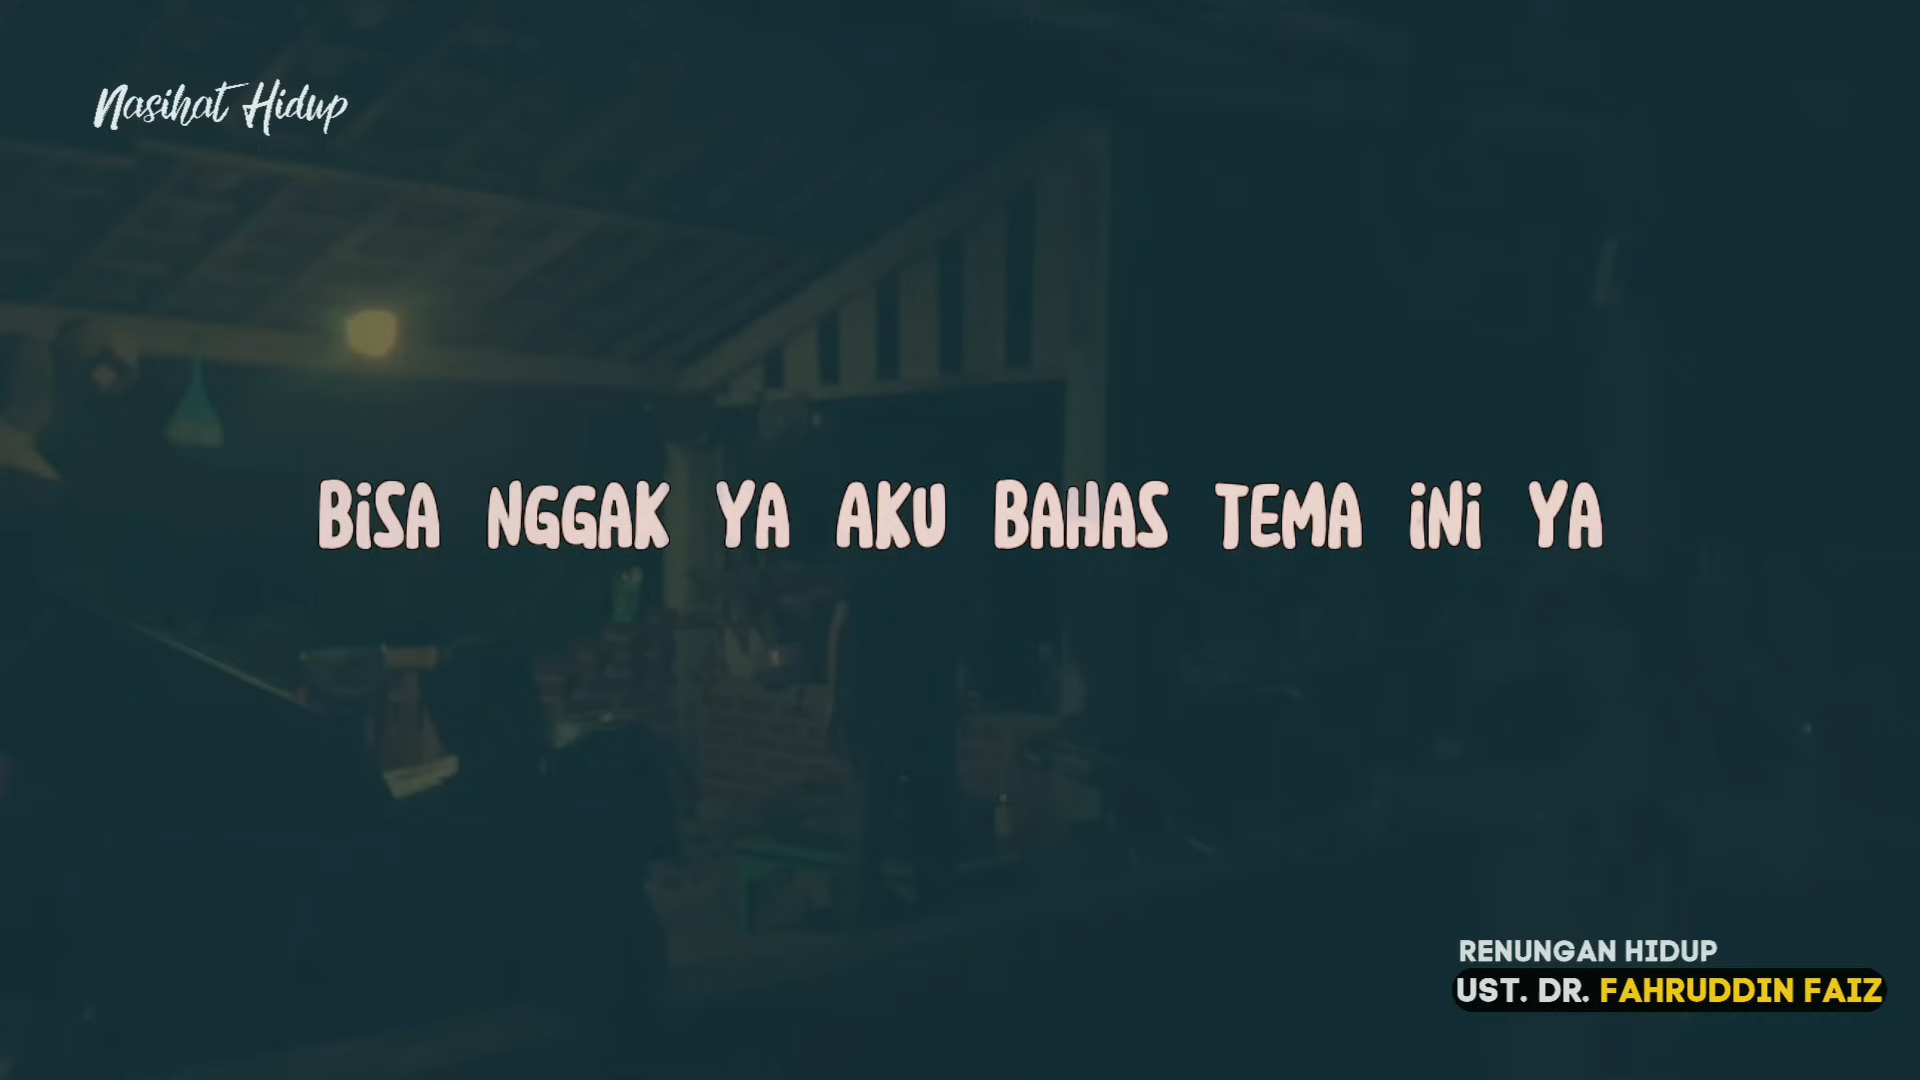 Nasihat Hidup
BiSA NGGAK YA AKU BAHAS TEMA iNi YA
RENUNGAN HIDUP
UST. DR. FAHRUDDIN FAIZ